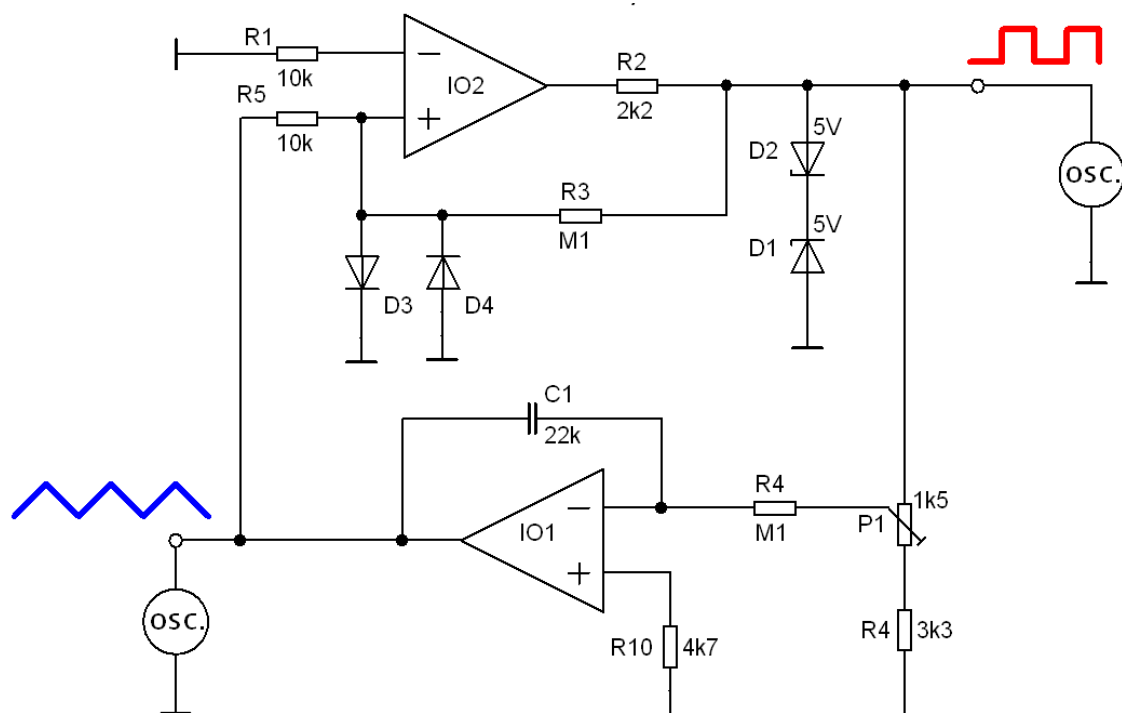 R1
10k
R5
10k
−
+
IO2
R2
2k2
R3
M1
D3
D4
5V
D2
5V
D1
OSC.
C1
22k
−
+
IO1
R4
M1
P1
1k5
R4
3k3
R10
4k7
OSC.